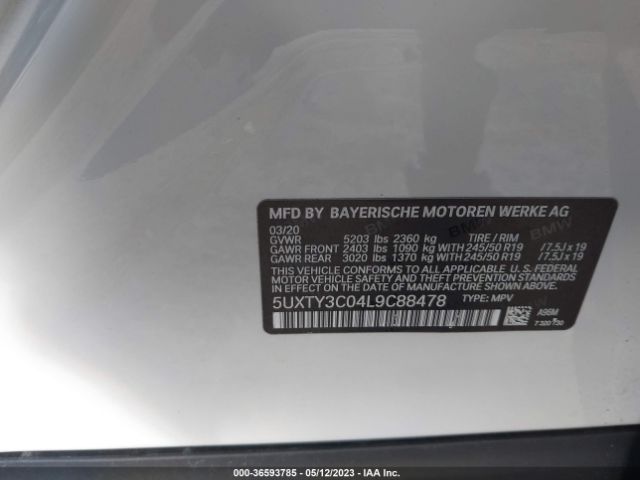 MFD BY BAYERISCHE MOTOREN WERKE AG
03/20
GVWR 5203 lbs 2360 kg TIRE / RIM
GAWR FRONT 2403 lbs 1090 kg WITH 245/50 R19 / 7.5J x 19
GAWR REAR 3020 lbs 1370 kg WITH 245/50 R19 / 7.5J x 19
THIS VEHICLE CONFORMS TO ALL APPLICABLE U. S. FEDERAL
MOTOR VEHICLE SAFETY STANDARDS IN EFFECT ON THE
DATE OF MANUFACTURE SHOWN ABOVE.
5UXTY3C04L9C88478 TYPE: MPV
000-36593785 - 05/12/2023 - IAA Inc.